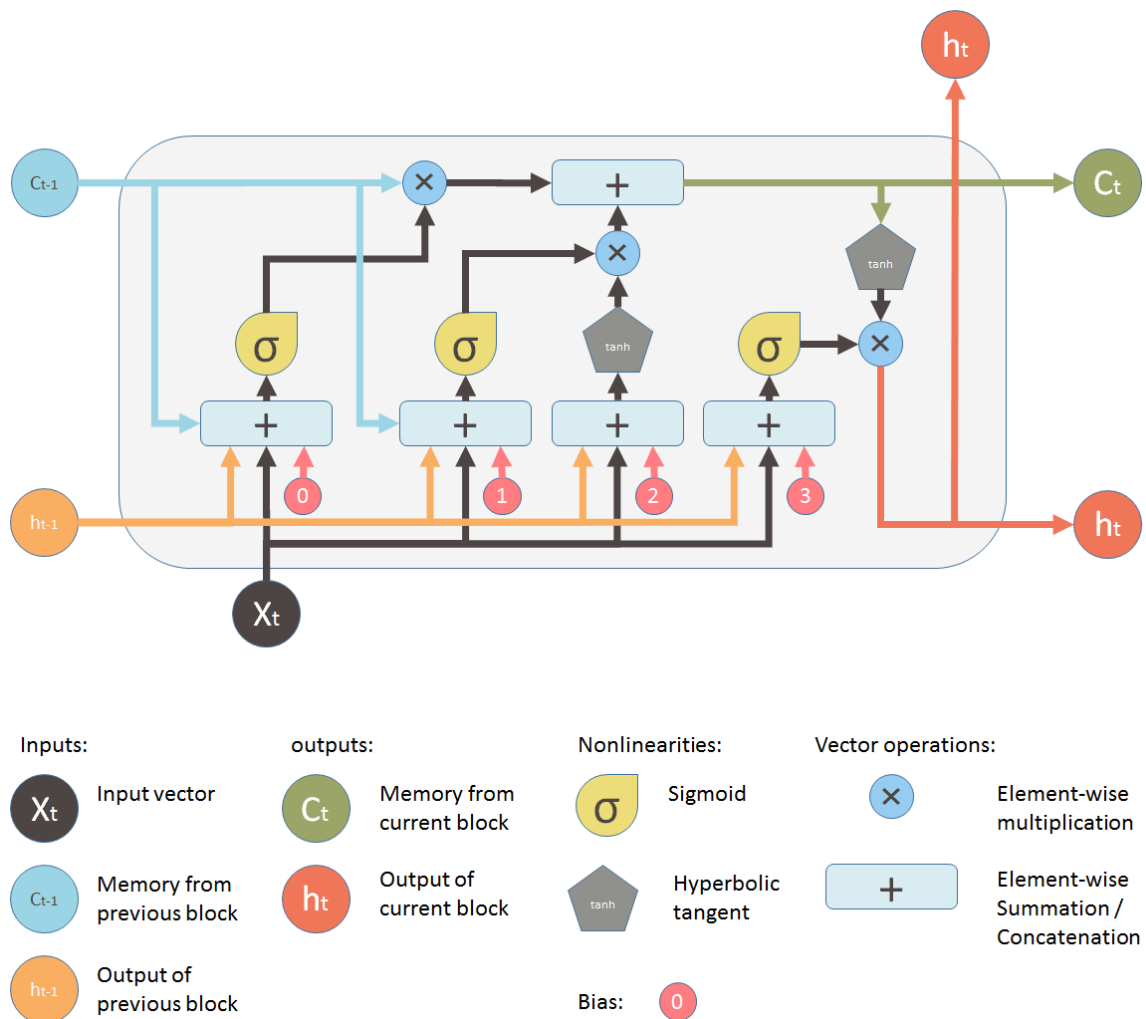 ht
Ct-1
×
+
Ct
×
tanh
σ
σ
tanh
σ
×
+
+
+
+
0
1
2
3
ht-1
ht
Xt
Inputs:
outputs:
Nonlinearities:
Vector operations:
Xt
Input vector
Ct
Memory from
current block
σ
Sigmoid
×
Element-wise
multiplication
Ct-1
Memory from
previous block
ht
Output of
current block
tanh
Hyperbolic
tangent
+
Element-wise
Summation /
Concatenation
ht-1
Output of
previous block
Bias:
0